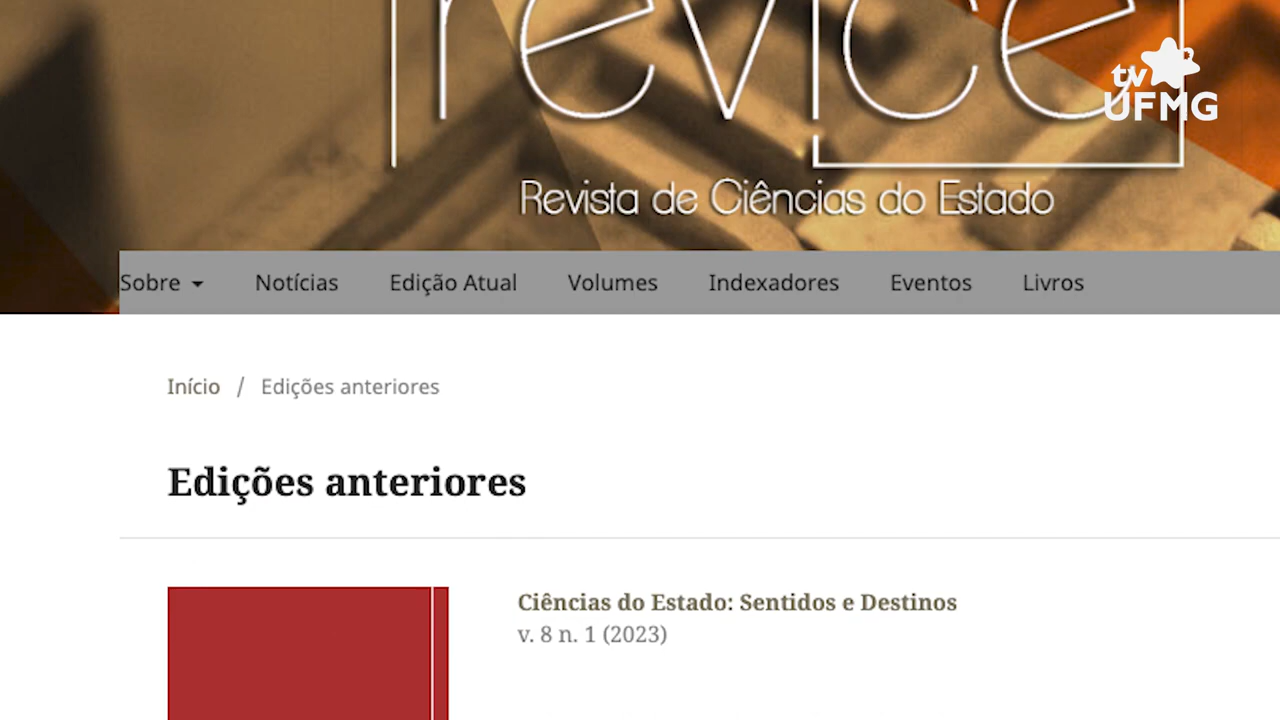 revice
tv
UFMG
Revista de Ciências do Estado
Sobre Notícias Edição Atual Volumes Indexadores Eventos Livros
Início / Edições anteriores
Edições anteriores
Ciências do Estado: Sentidos e Destinos
v. 8 n. 1 (2023)